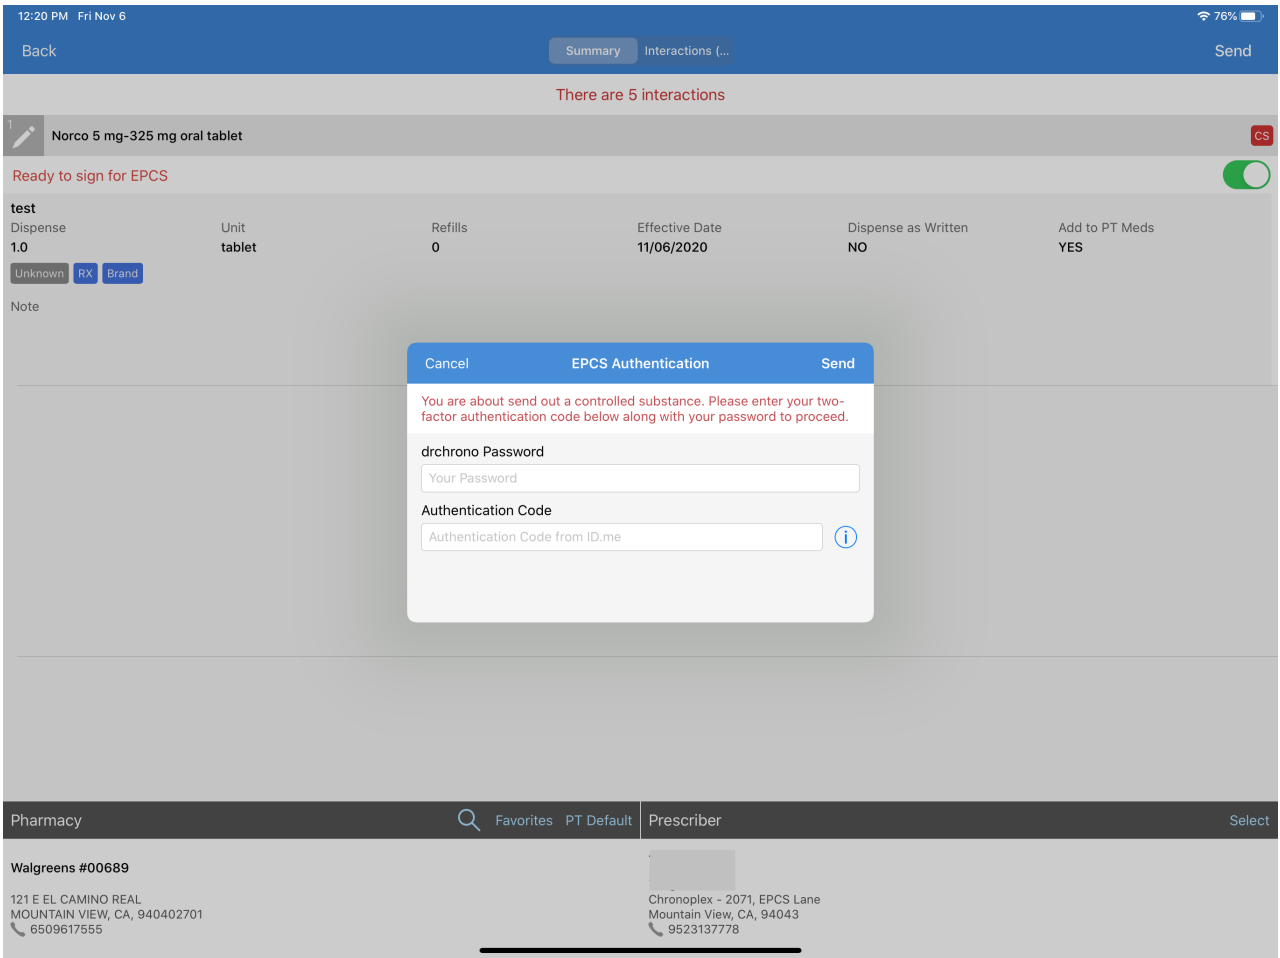 12:20 PM Fri Nov 6 76%
Back Summary Interactions (... Send
There are 5 interactions
1 Norco 5 mg-325 mg oral tablet CS
Ready to sign for EPCS
test
Dispense Unit Refills Effective Date Dispense as Written Add to PT Meds
1.0 tablet 0 11/06/2020 NO YES
Unknown RX Brand
Note
Cancel EPCS Authentication Send
You are about send out a controlled substance. Please enter your two-
factor authentication code below along with your password to proceed.
drchrono Password
Your Password
Authentication Code
Authentication Code from ID.me
Pharmacy Favorites PT Default Prescriber Select
Walgreens #00689
121 E EL CAMINO REAL
MOUNTAIN VIEW, CA, 940402701
6509617555
Chronoplex - 2071, EPCS Lane
Mountain View, CA, 94043
9523137778